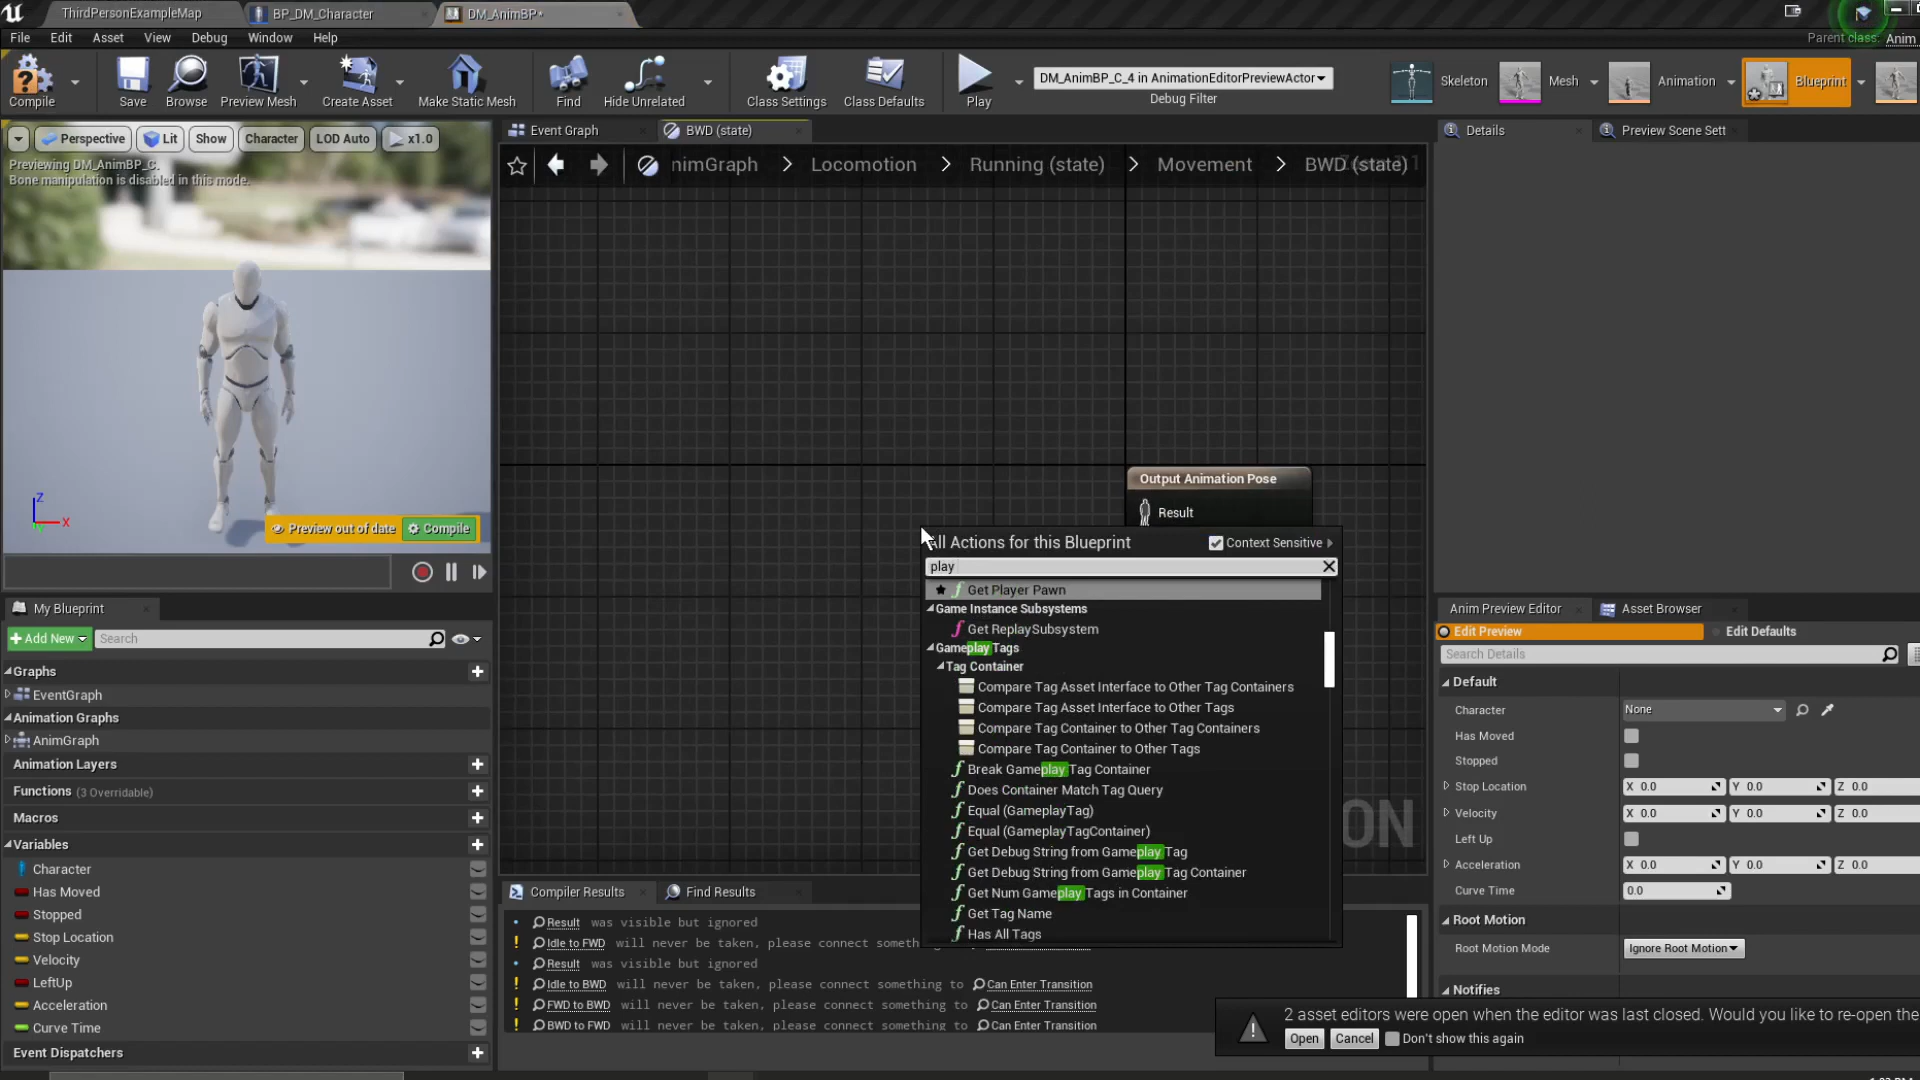 ThirdPersonExampleMap
BP_DM_Character
DM_AnimBP*
File Edit Asset View Debug Window Help
Parent class: Anim
Compile
Save
Browse
Preview Mesh
Create Asset
Make Static Mesh
Find
Hide Unrelated
Class Settings
Class Defaults
Play
DM_AnimBP_C_4 in AnimationEditorPreviewActor
Debug Filter
Skeleton
Mesh
Animation
Blueprint
Perspective
Lit
Show
Character
LOD Auto
x1.0
Previewing DM_AnimBP_C.
Bone manipulation is disabled in this mode.
Z
X
Preview out of date
Compile
Event Graph
BWD (state)
nimGraph > Locomotion > Running (state) > Movement > BWD (state)
Output Animation Pose
Result
All Actions for this Blueprint
Context Sensitive
play
Get Player Pawn
Game Instance Subsystems
Get ReplaySubsystem
Gameplay Tags
Tag Container
Compare Tag Asset Interface to Other Tag Containers
Compare Tag Asset Interface to Other Tags
Compare Tag Container to Other Tag Containers
Compare Tag Container to Other Tags
Break Gameplay Tag Container
Does Container Match Tag Query
Equal (GameplayTag)
Equal (GameplayTagContainer)
Get Debug String from Gameplay Tag
Get Debug String from Gameplay Tag Container
Get Num Gameplay Tags in Container
Get Tag Name
Has All Tags
ON
My Blueprint
Add New
Search
Graphs
EventGraph
Animation Graphs
AnimGraph
Animation Layers
Functions (3 Overridable)
Macros
Variables
Character
Has Moved
Stopped
Stop Location
Velocity
LeftUp
Acceleration
Curve Time
Event Dispatchers
Compiler Results
Find Results
Result was visible but ignored
Idle to FWD will never be taken, please connect someth
Result was visible but ignored
Idle to BWD will never be taken, please connect something to Can Enter Transition
FWD to BWD will never be taken, please connect something to Can Enter Transition
BWD to FWD will never be taken, please connect something to Can Enter Transition
Details
Preview Scene Sett
Anim Preview Editor
Asset Browser
Edit Preview
Edit Defaults
Search Details
Default
Character None
Has Moved
Stopped
Stop Location X 0.0 Y 0.0 Z 0.0
Velocity X 0.0 Y 0.0 Z 0.0
Left Up
Acceleration X 0.0 Y 0.0 Z 0.0
Curve Time 0.0
Root Motion
Root Motion Mode Ignore Root Motion
Notifies
2 asset editors were open when the editor was last closed. Would you like to re-open the
Open
Cancel
Don't show this again